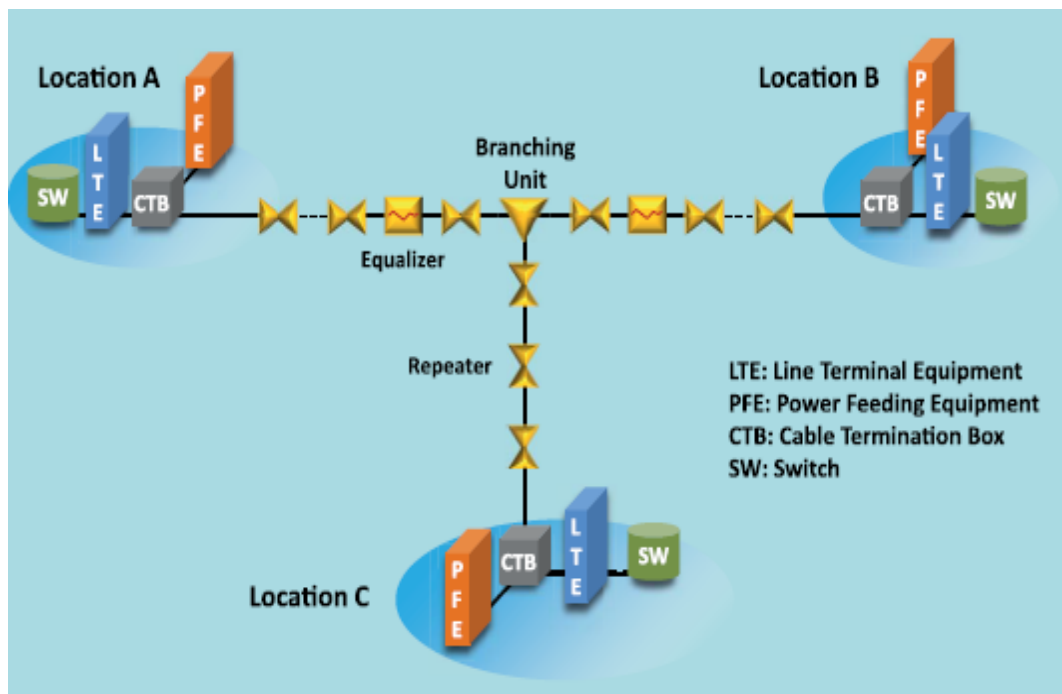 Location A
P
F
E
L
T
E
SW
CTB
Branching
Unit
Equalizer
Location B
P
F
E
L
T
E
CTB
SW
Repeater
LTE: Line Terminal Equipment
PFE: Power Feeding Equipment
CTB: Cable Termination Box
SW: Switch
Location C
P
F
E
CTB
L
T
E
SW